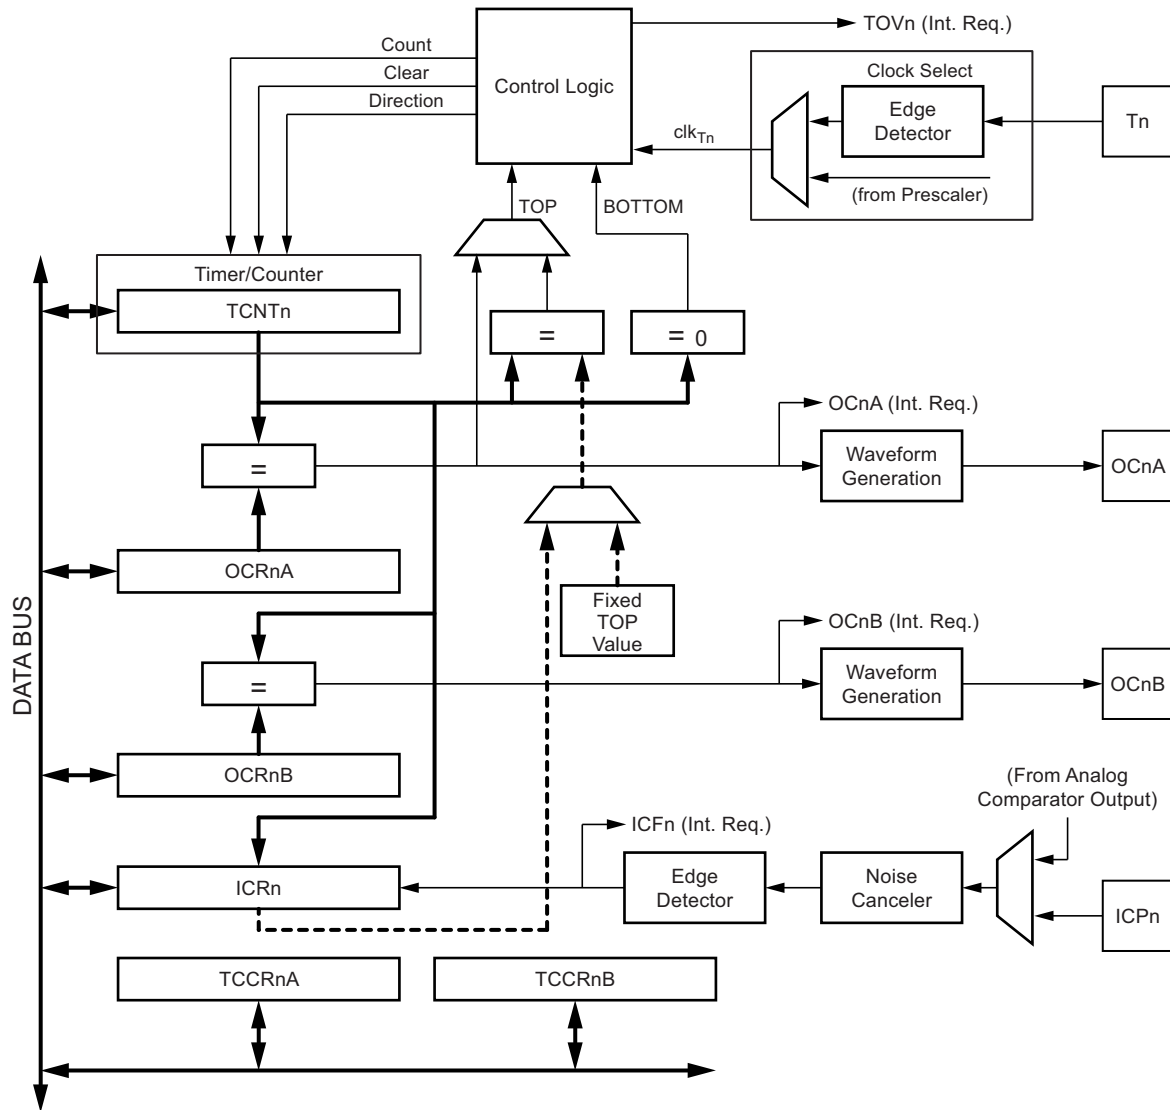 TOVn (Int. Req.)
Count
Clear
Direction
Control Logic
Clock Select
Edge
Detector
Tn
clkTn
(from Prescaler)
TOP
BOTTOM
Timer/Counter
TCNTn
=
= 0
OCnA (Int. Req.)
=
Waveform
Generation
OCnA
OCRnA
Fixed
TOP
Value
DATA BUS
OCnB (Int. Req.)
=
Waveform
Generation
OCnB
OCRnB
(From Analog
Comparator Output)
ICFn (Int. Req.)
ICRn
Edge
Detector
Noise
Canceler
ICPn
TCCRnA
TCCRnB